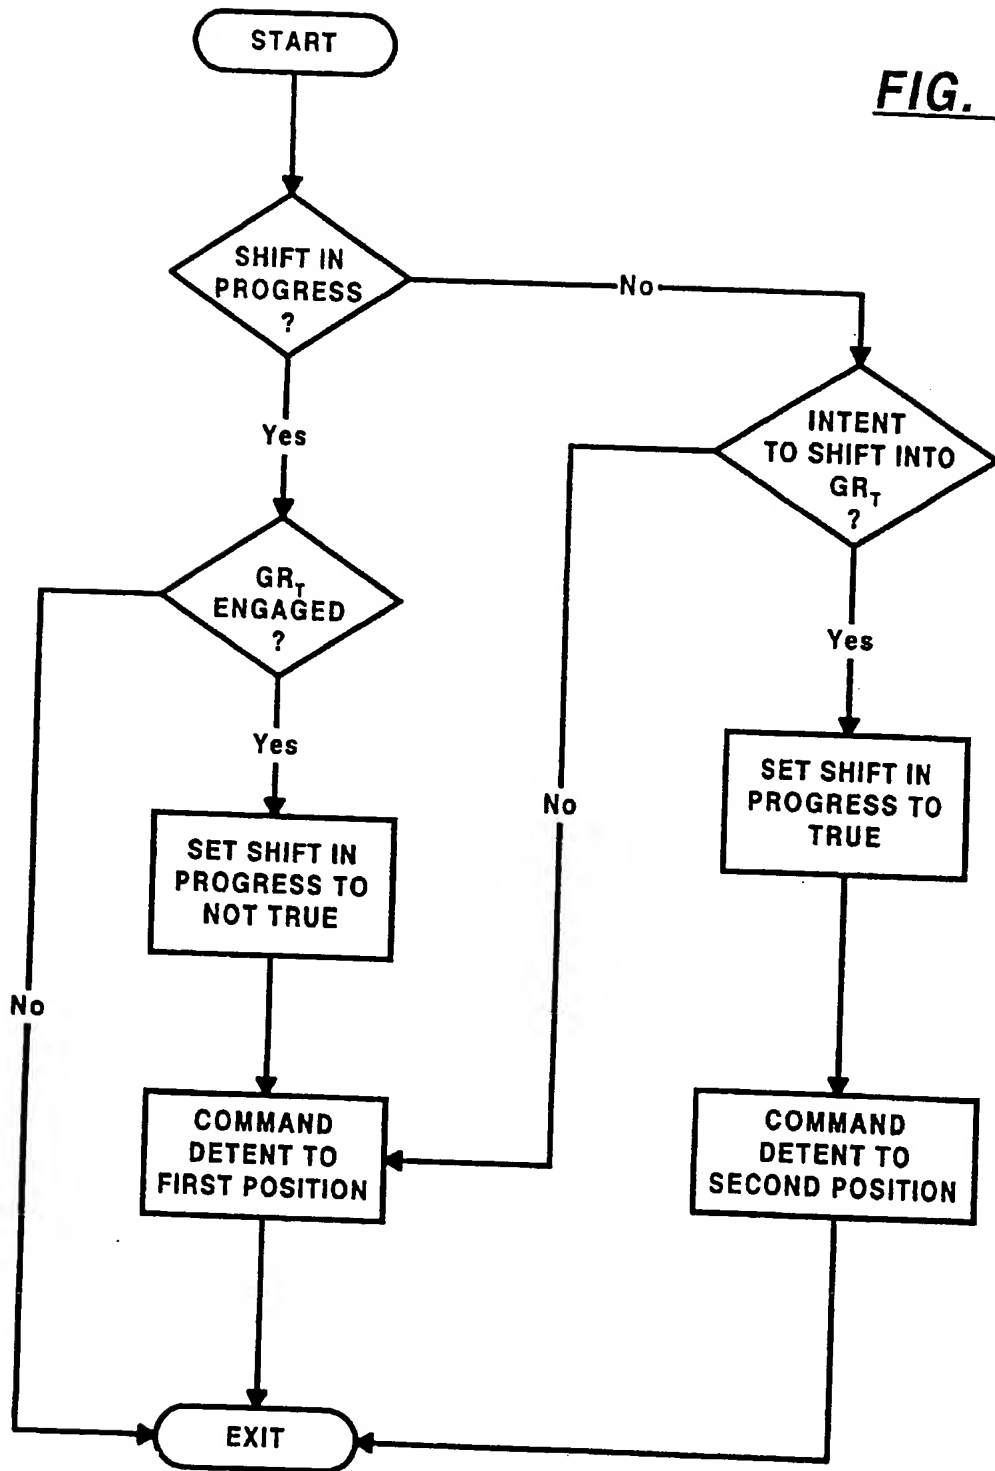 START
FIG.
SHIFT IN
PROGRESS
?
No
Yes
INTENT
TO SHIFT INTO
GR_T
?
GR_T
ENGAGED
?
Yes
Yes
SET SHIFT IN
PROGRESS TO
TRUE
No
SET SHIFT IN
PROGRESS TO
NOT TRUE
No
COMMAND
DETENT TO
FIRST POSITION
COMMAND
DETENT TO
SECOND POSITION
EXIT